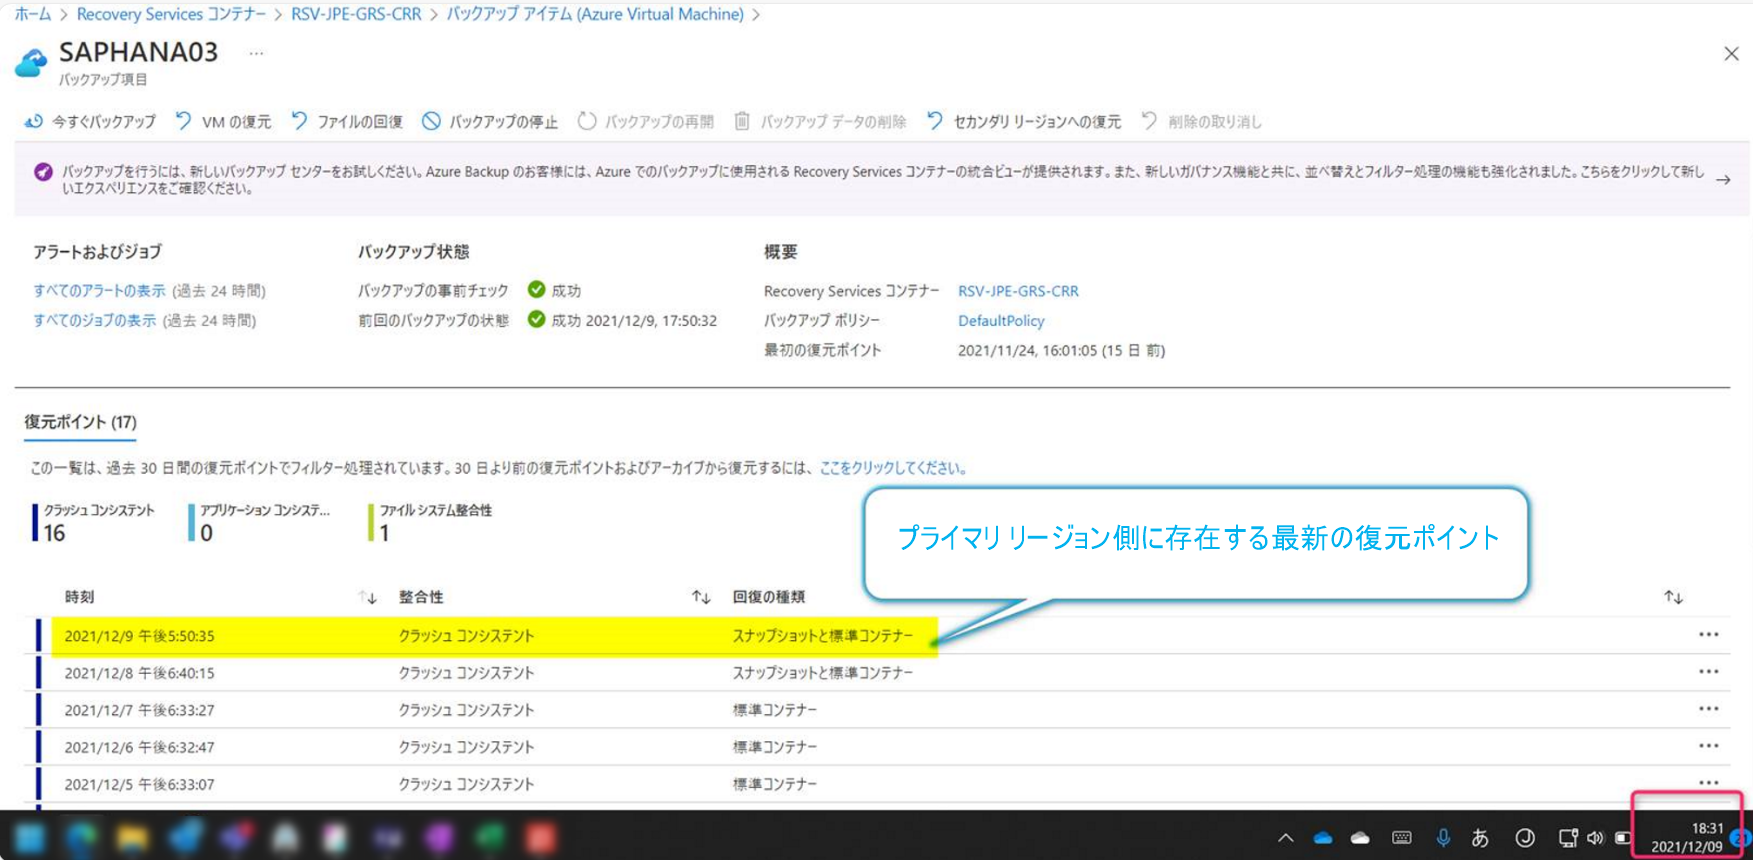 ホーム > Recovery Services コンテナー > RSV-JPE-GRS-CRR > バックアップ アイテム (Azure Virtual Machine) >
SAPHANA03 ...
バックアップ項目
今すぐバックアップ VM の復元 ファイルの回復 バックアップの停止 バックアップの再開 バックアップ データの削除 セカンダリ リージョンへの復元 削除の取り消し
バックアップを行うには、新しいバックアップ センターをお試しください。Azure Backup のお客様には、Azure でのバックアップに使用される Recovery Services コンテナーの統合ビューが提供されます。また、新しいガバナンス機能と共に、並べ替えとフィルター処理の機能も強化されました。こちらをクリックして新し
いエクスペリエンスをご確認ください。
アラートおよびジョブ バックアップ状態 概要
すべてのアラートの表示 (過去 24 時間) バックアップの事前チェック 成功 Recovery Services コンテナー RSV-JPE-GRS-CRR
すべてのジョブの表示 (過去 24 時間) 前回のバックアップの状態 成功 2021/12/9, 17:50:32 バックアップ ポリシー DefaultPolicy
最初の復元ポイント 2021/11/24, 16:01:05 (15 日 前)
復元ポイント (17)
この一覧は、過去 30 日間の復元ポイントでフィルター処理されています。30 日より前の復元ポイントおよびアーカイブから復元するには、ここをクリックしてください。
クラッシュ コンシステント アプリケーション コンシステ... ファイル システム整合性
16 0 1
プライマリ リージョン側に存在する最新の復元ポイント
時刻 整合性 回復の種類
2021/12/9 午後5:50:35 クラッシュ コンシステント スナップショットと標準コンテナー
2021/12/8 午後6:40:15 クラッシュ コンシステント スナップショットと標準コンテナー
2021/12/7 午後6:33:27 クラッシュ コンシステント 標準コンテナー
2021/12/6 午後6:32:47 クラッシュ コンシステント 標準コンテナー
2021/12/5 午後6:33:07 クラッシュ コンシステント 標準コンテナー
あ 18:31
2021/12/09